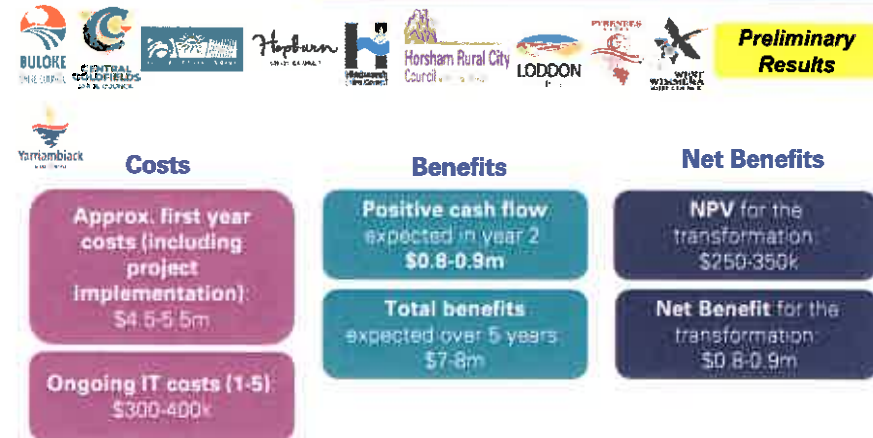 BULOKE
CENTRAL
GOLDFIELDS
Hepburn
Horsham Rural City
Council
LODDON
PYRENEES
WEST
WIMMERA
Preliminary
Results
Yarriambiack
Costs
Approx. first year
costs (including
project
implementation)
$4.5-5.5m
Ongoing IT costs (1-5)
$300-400k
Benefits
Positive cash flow
expected in year 2
$0.8-0.9m
Total benefits
expected over 5 years
$7-8m
Net Benefits
NPV for the
transformation
$250-350k
Net Benefit for the
transformation
$0.8-0.9m